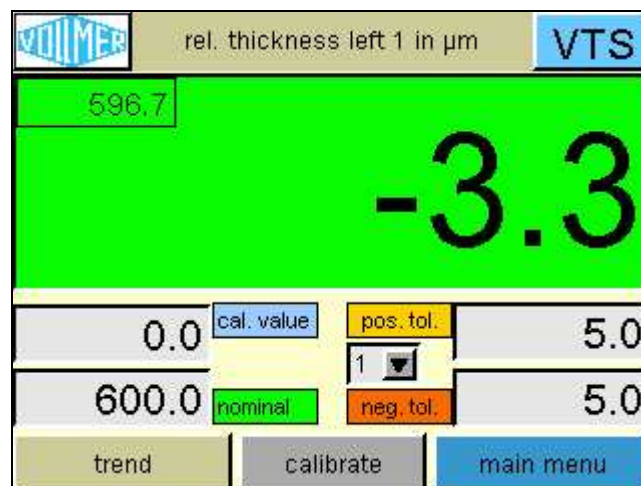 VOLLMER
rel. thickness left 1 in µm
VTS
596.7
-3.3
0.0
cal. value
pos. tol.
5.0
1
600.0
nominal
neg. tol.
5.0
trend
calibrate
main menu